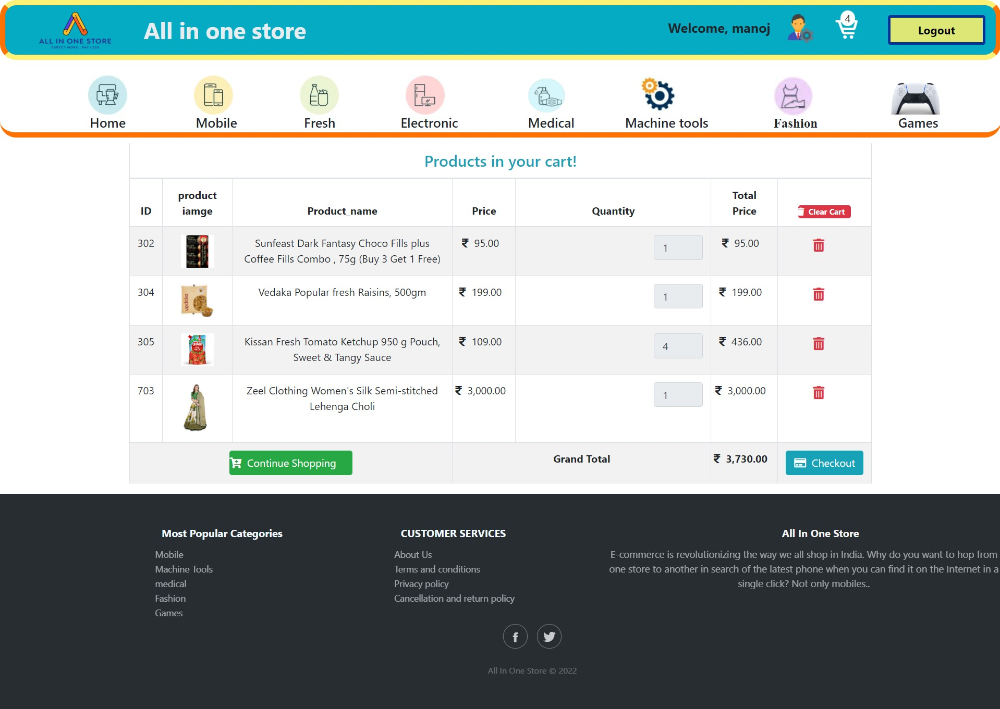 ALL IN ONE STORE
EXPECT MORE . PAY LESS
All in one store
Welcome, manoj
4
Logout
Home
Mobile
Fresh
Electronic
Medical
Machine tools
Fashion
Games
Products in your cart!
ID
product
iamge
Product_name
Price
Quantity
Total
Price
Clear Cart
302
Sunfeast Dark Fantasy Choco Fills plus
Coffee Fills Combo , 75g (Buy 3 Get 1 Free)
₹ 95.00
1
₹ 95.00
304
vedaka
Vedaka Popular fresh Raisins, 500gm
₹ 199.00
1
₹ 199.00
305
Kissan Fresh Tomato Ketchup 950 g Pouch,
Sweet & Tangy Sauce
₹ 109.00
4
₹ 436.00
703
Zeel Clothing Women's Silk Semi-stitched
Lehenga Choli
₹ 3,000.00
1
₹ 3,000.00
Continue Shopping
Grand Total
₹ 3,730.00
Checkout
Most Popular Categories
Mobile
Machine Tools
medical
Fashion
Games
CUSTOMER SERVICES
About Us
Terms and conditions
Privacy policy
Cancellation and return policy
All In One Store
E-commerce is revolutionizing the way we all shop in India. Why do you want to hop from
one store to another in search of the latest phone when you can find it on the Internet in a
single click? Not only mobiles..
All In One Store © 2022